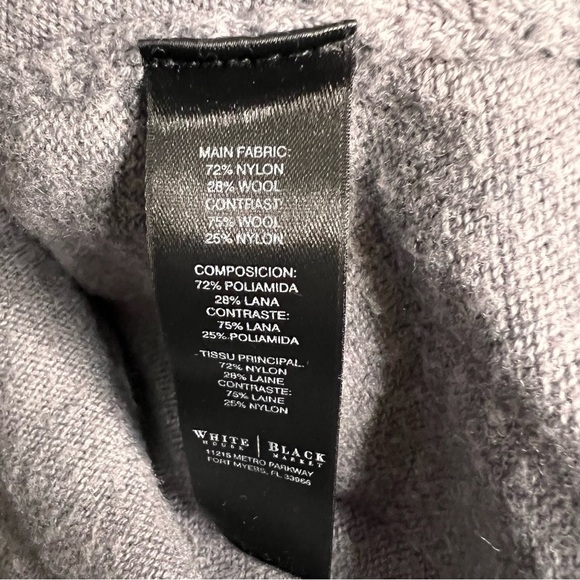 MAIN FABRIC:
72% NYLON
28% WOOL
CONTRAST:
75% WOOL
25% NYLON
COMPOSICION:
72% POLIAMIDA
28% LANA
CONTRASTE:
75% LANA
25% POLIAMIDA
TISSU PRINCIPAL:
72% NYLON
28% LAINE
CONTRASTE:
75% LAINE
25% NYLON
WHITE | BLACK
HOUSE MARKET
11215 METRO PARKWAY
FORT MYERS, FL 33966